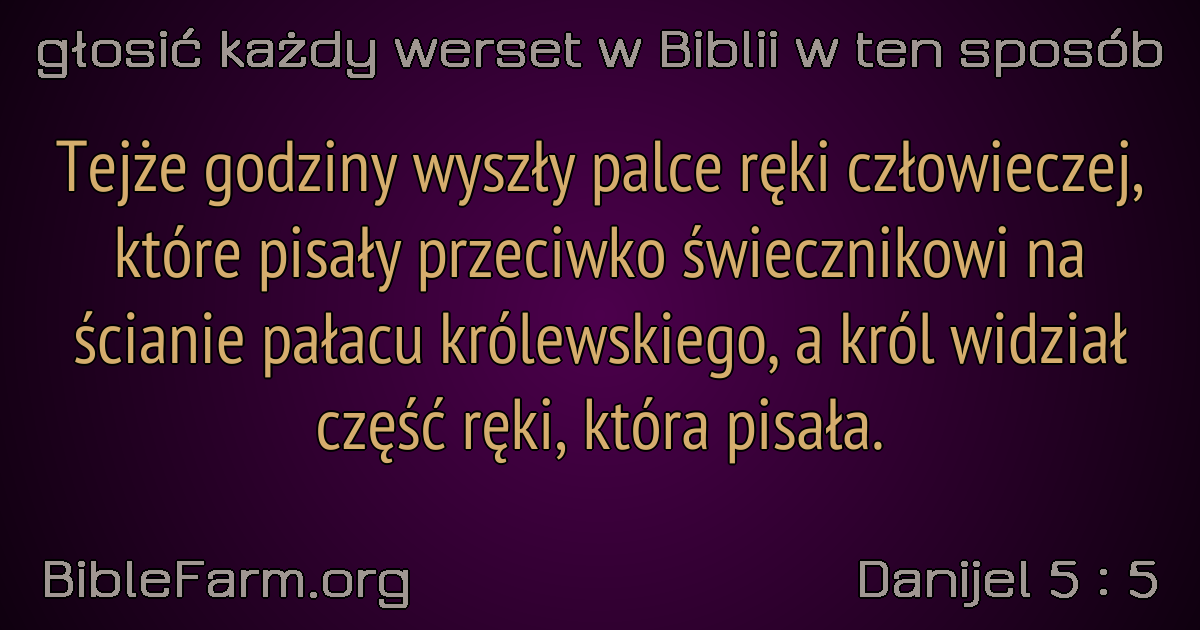 głosić każdy werset w Biblii w ten sposób
Tejże godziny wyszły palce ręki człowieczej,
które pisały przeciwko świecznikowi na
ścianie pałacu królewskiego, a król widział
część ręki, która pisała.
BibleFarm.org
Danijel 5 : 5